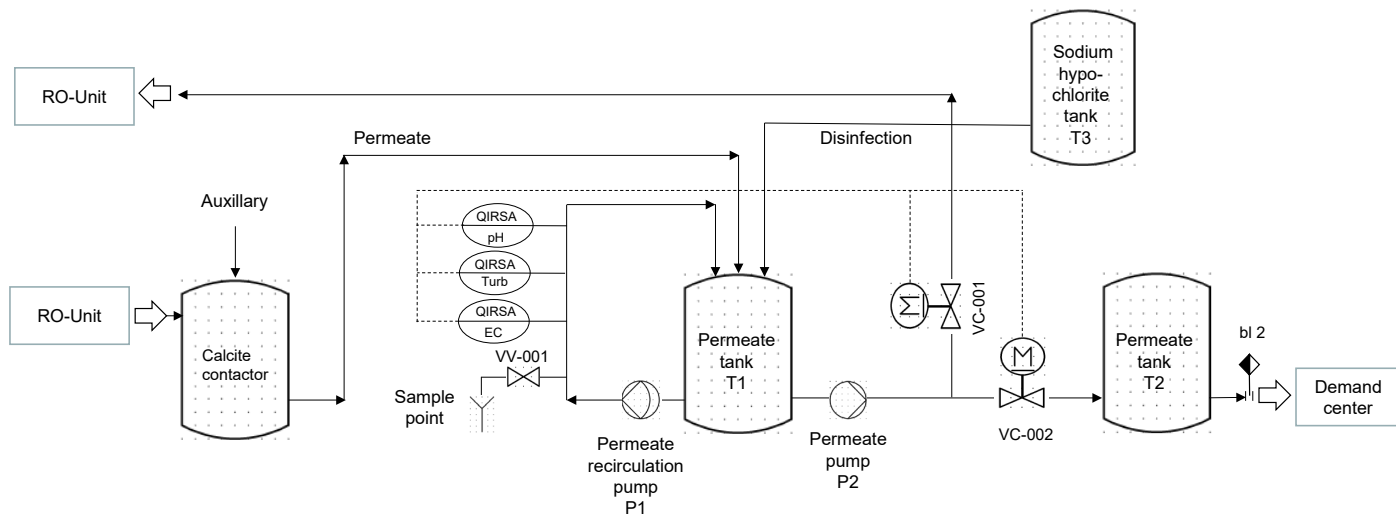 Sodium
hypo-
chlorite
tank
T3
RO-Unit
Permeate
Disinfection
Auxillary
QIRSA
pH
QIRSA
Turb
QIRSA
EC
RO-Unit
Calcite
contactor
VV-001
Sample
point
Permeate
recirculation
pump
P1
Permeate
tank
T1
Permeate
pump
P2
M
VC-001
M
VC-002
Permeate
tank
T2
bl 2
Demand
center